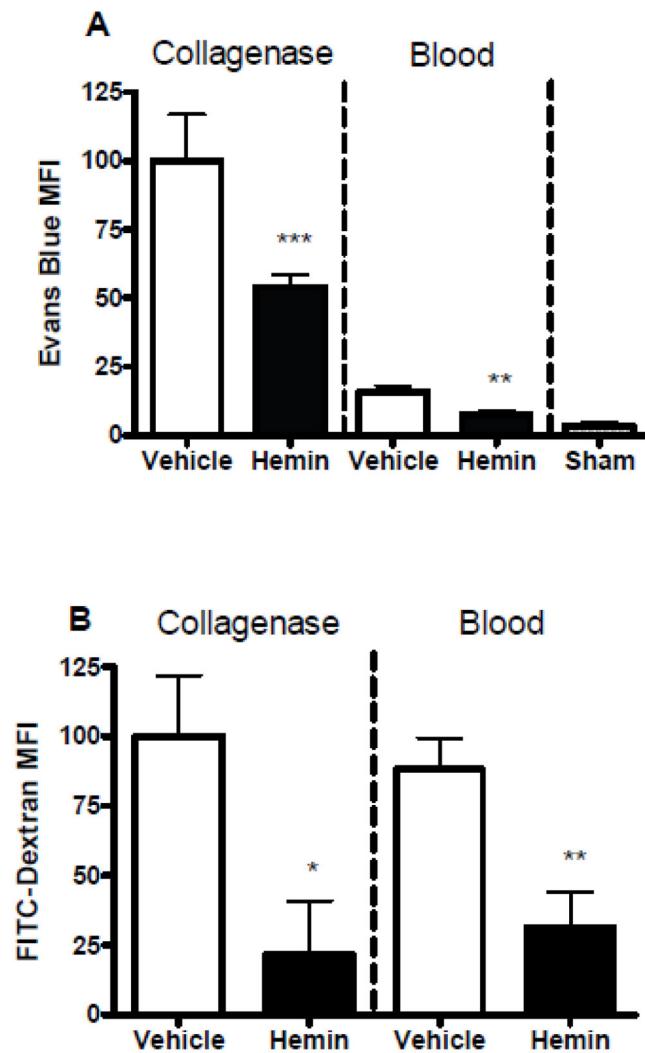 A
Collagenase Blood
Evans Blue MFI
125
100
75
50
25
0
***
**
Vehicle Hemin Vehicle Hemin Sham
B
Collagenase Blood
FITC-Dextran MFI
125
100
75
50
25
0
*
**
Vehicle Hemin Vehicle Hemin